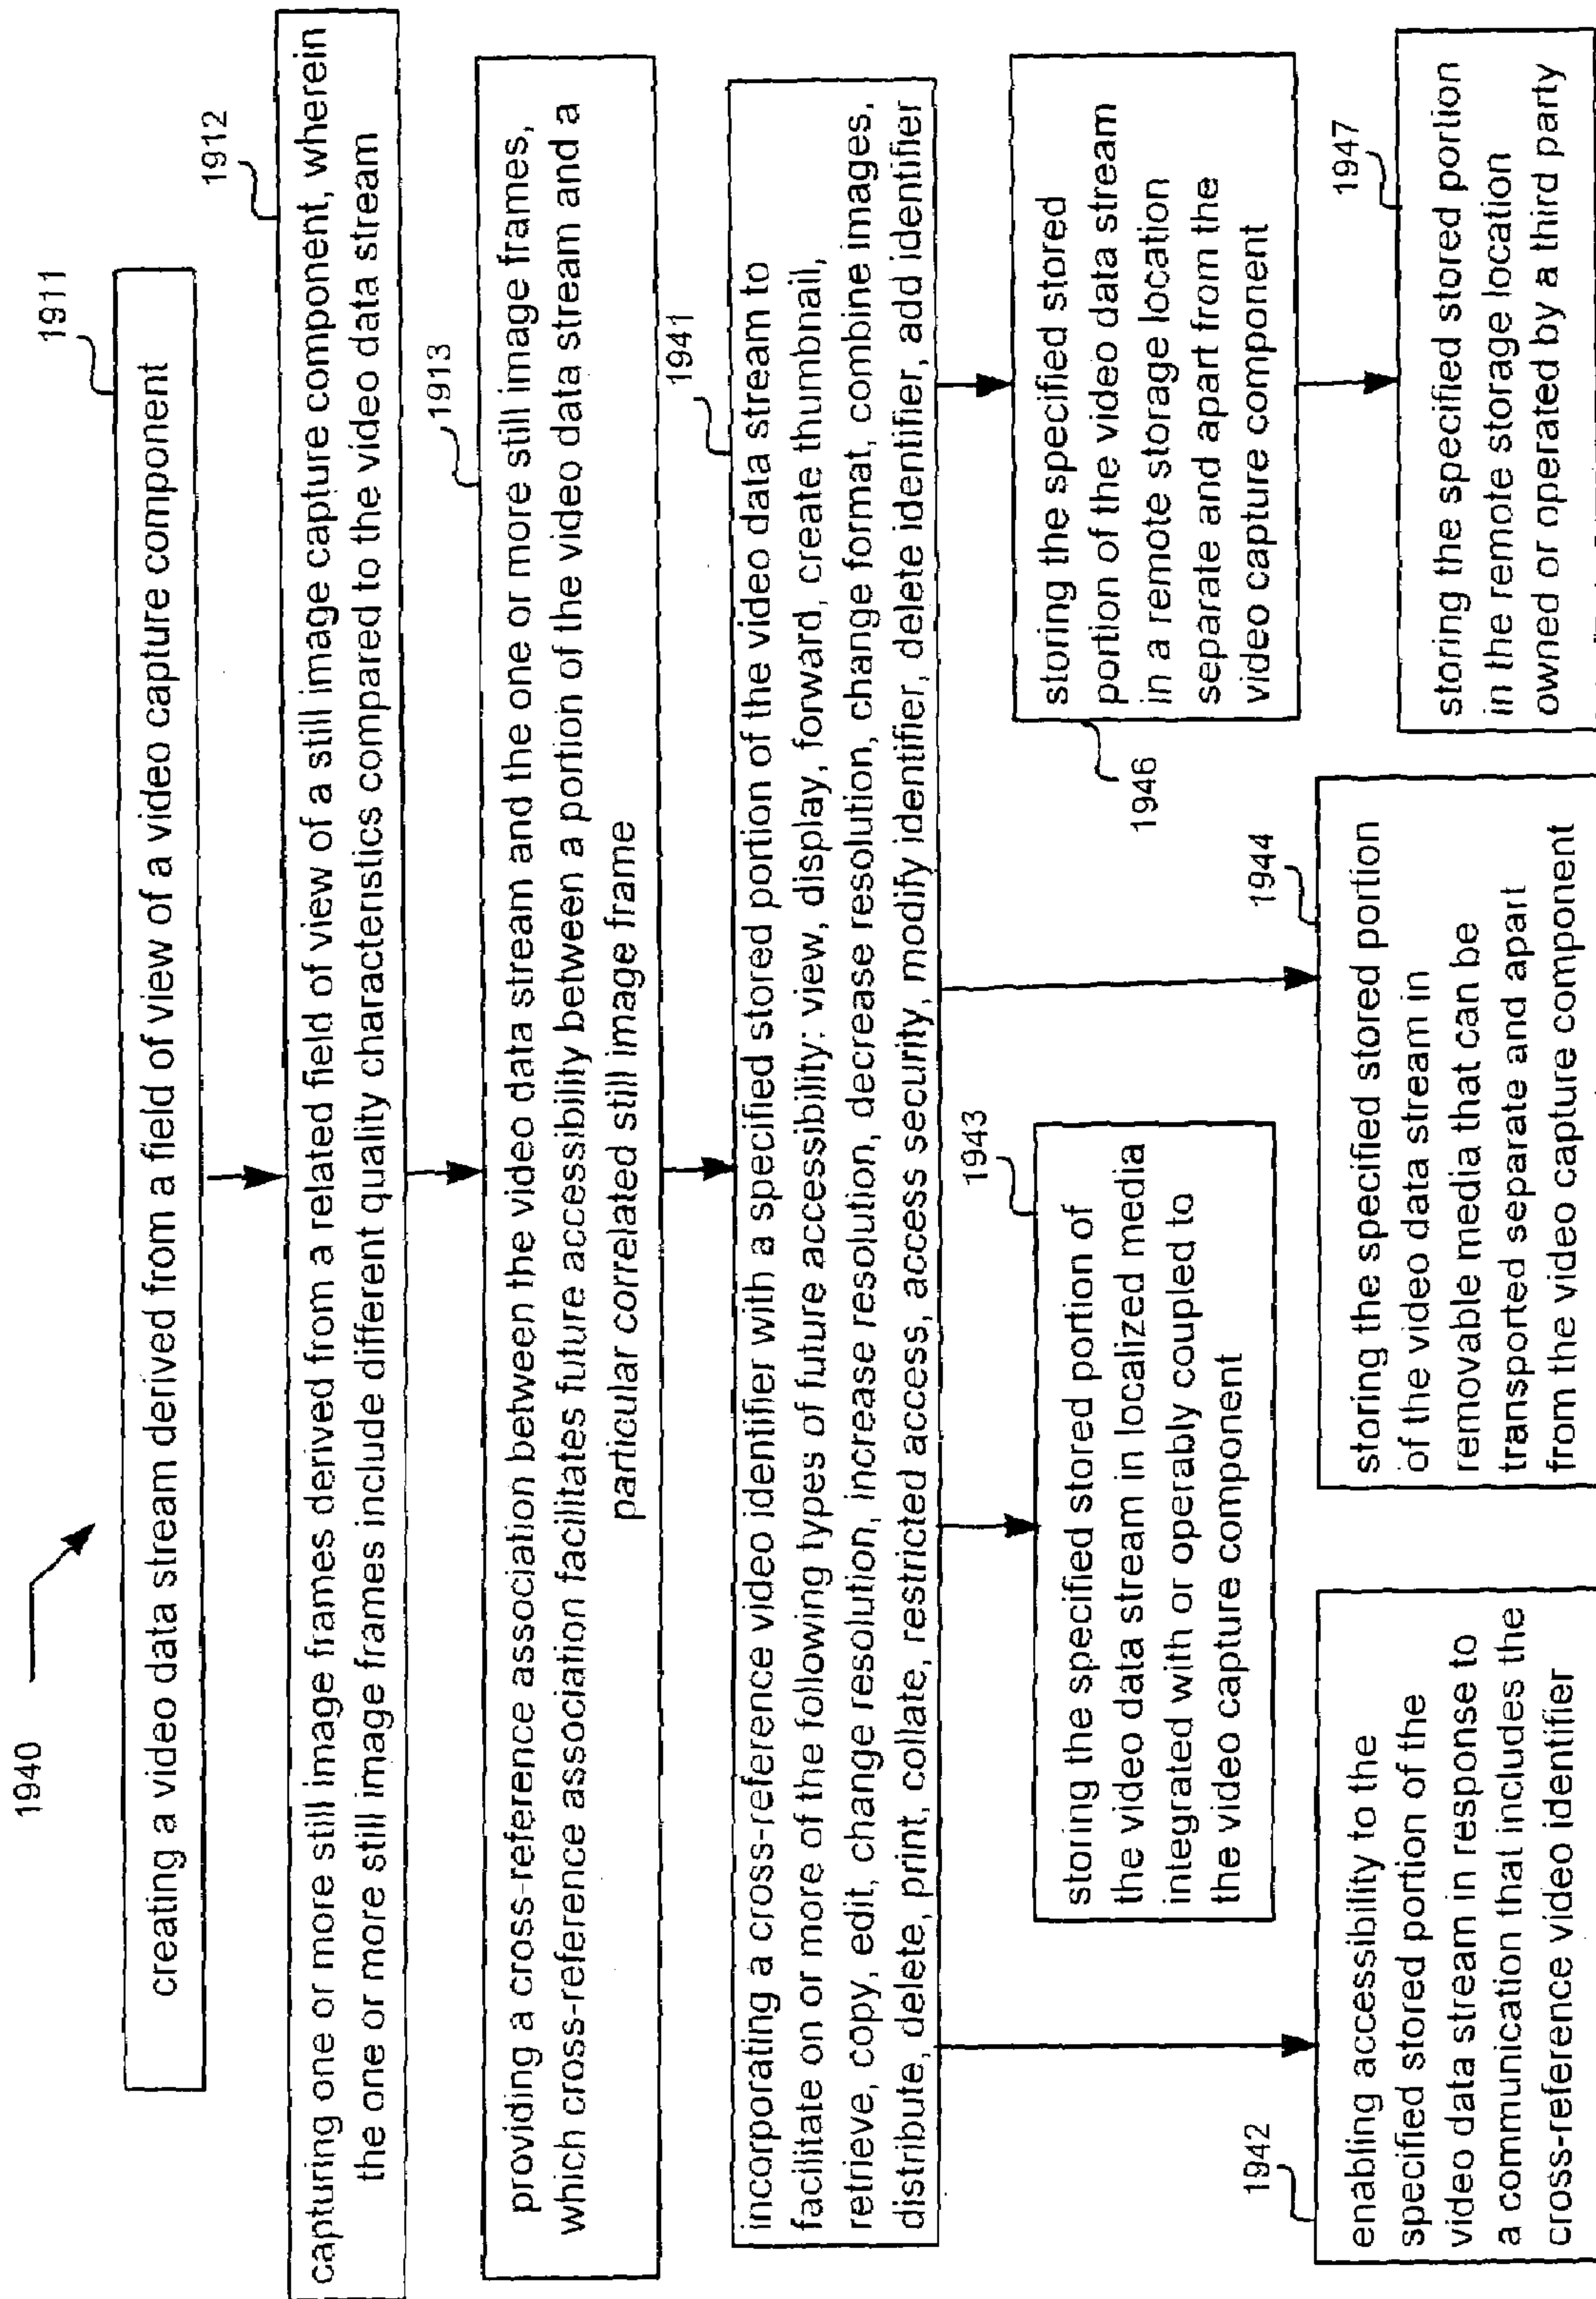 1940
1911
creating a video data stream derived from a field of view of a video capture component
1912
capturing one or more still image frames derived from a related field of view of a still image capture component, wherein
the one or more still image frames include different quality characteristics compared to the video data stream
1913
providing a cross-reference association between the video data stream and the one or more still image frames,
which cross-reference association facilitates future accessibility between a portion of the video data stream and a
particular correlated still image frame
1941
incorporating a cross-reference video identifier with a specified stored portion of the video data stream to
facilitate on or more of the following types of future accessibility: view, display, forward, create thumbnail,
retrieve, copy, edit, change resolution, increase resolution, decrease resolution, change format, combine images,
distribute, delete, print, collate, restricted access, access security, modify identifier, delete identifier, add identifier
1942
enabling accessibility to the
specified stored portion of the
video data stream in response to
a communication that includes the
cross-reference video identifier
1943
storing the specified stored portion of
the video data stream in localized media
integrated with or operably coupled to
the video capture component
1944
storing the specified stored portion
of the video data stream in
removable media that can be
transported separate and apart
from the video capture component
1946
storing the specified stored
portion of the video data stream
in a remote storage location
separate and apart from the
video capture component
1947
storing the specified stored portion
in the remote storage location
owned or operated by a third party